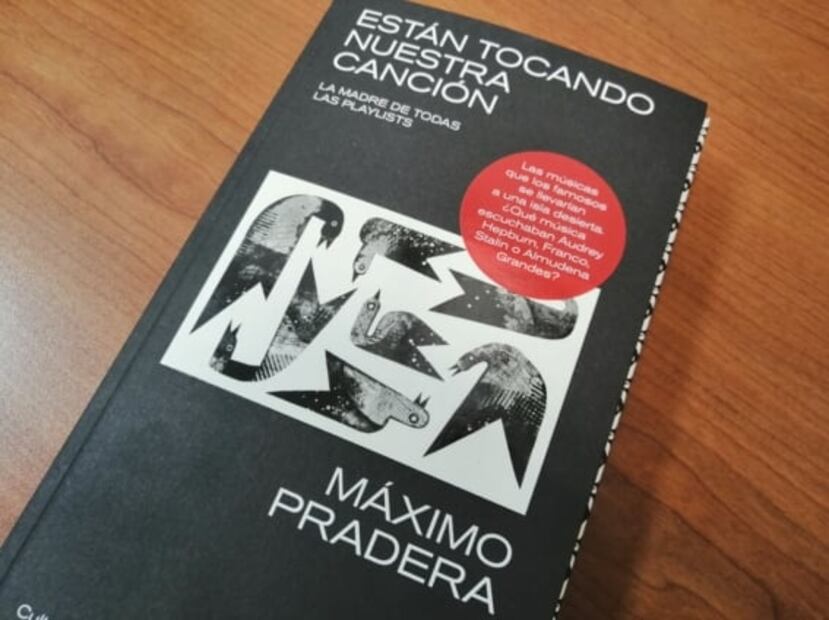 ESTÁN TOCANDO
NUESTRA
CANCIÓN
LA MADRE DE TODAS
LAS PLAYLISTS
Las músicas
que los famosos
se llevarían
a una isla desierta.
¿Qué música
escuchaban Audrey
Hepburn, Franco,
Stalin o Almudena
Grandes?
MÁXIMO
PRADERA